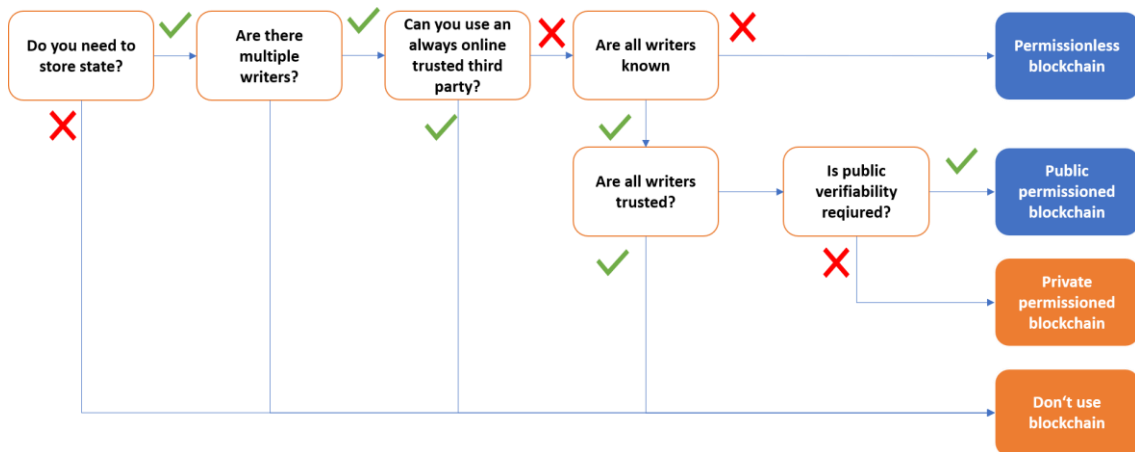 Do you need to
store state?
Are there
multiple
writers?
Can you use an
always online
trusted third
party?
Are all writers
known
Permissionless
blockchain
Are all writers
trusted?
Is public
verifiability
reqiured?
Public
permissioned
blockchain
Private
permissioned
blockchain
Don‘t use
blockchain